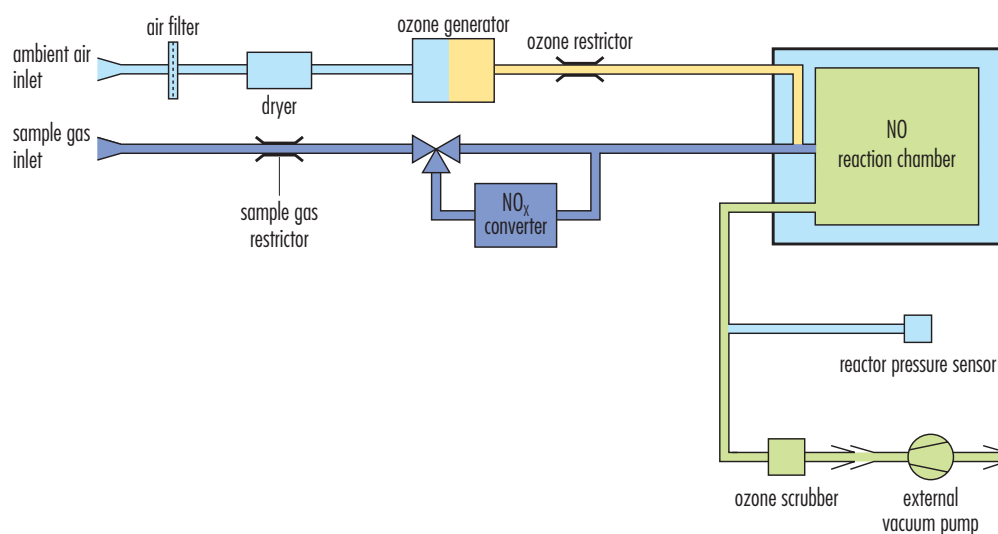 air filter
ozone generator
ozone restrictor
ambient air
inlet
dryer
sample gas
inlet
NO
reaction chamber
sample gas
restrictor
NOX
converter
reactor pressure sensor
ozone scrubber
external
vacuum pump